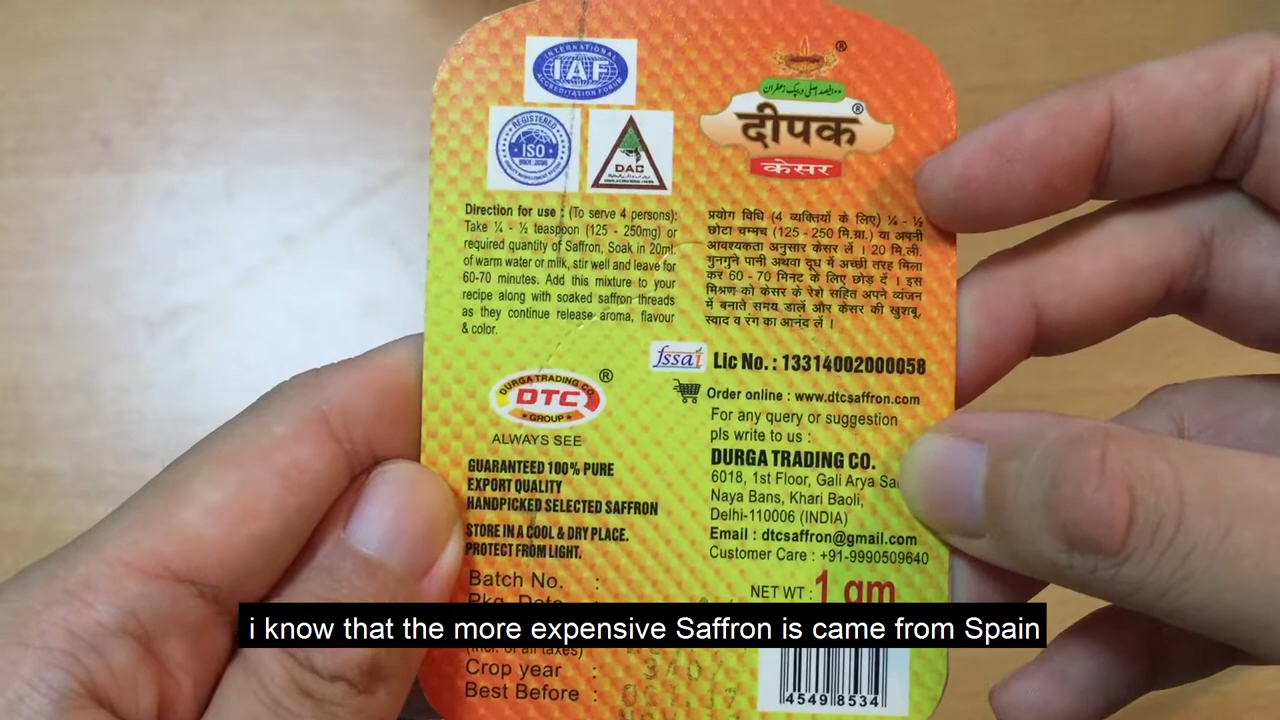 INTERNATIONAL
IAF
ACCREDITATION FORUM
REGISTERED
ISO
DAC
दीपक
®
केसर
Direction for use : (To serve 4 persons):
Take ¼ - ½ teaspoon (125 - 250mg) or
required quantity of Saffron, Soak in 20ml.
of warm water or milk, stir well and leave for
60-70 minutes. Add this mixture to your
recipe along with soaked saffron threads
as they continue release aroma, flavour
& color.
प्रयोग विधि (4 व्यक्तियों के लिए) ¼ - ½
छोटा चम्मच (125 - 250 मि.ग्रा.) या अपनी
आवश्यकता अनुसार केसर लें । 20 मि.ली.
गुनगुने पानी अथवा दूध में अच्छी तरह मिला
कर 60 - 70 मिनट के लिए छोड़ दें । इस
मिश्रण को केसर के रेशे सहित अपने व्यंजन
में बनाते समय डालें और केसर की खुशबू,
स्वाद व रंग का आनंद लें ।
fssai Lic No. : 13314002000058
Order online : www.dtcsaffron.com
For any query or suggestion
pls write to us :
DURGA TRADING CO.
6018, 1st Floor, Gali Arya
Naya Bans, Khari Baoli,
Delhi-110006 (INDIA)
Email : dtcsaffron@gmail.com
Customer Care : +91-9990509640
NET WT : 1 gm
DURGA TRADING CO.
DTC
GROUP
®
ALWAYS SEE
GUARANTEED 100% PURE
EXPORT QUALITY
HANDPICKED SELECTED SAFFRON
STORE IN A COOL & DRY PLACE.
PROTECT FROM LIGHT.
Batch No. :
Pkg. Date
i know that the more expensive Saffron is came from Spain
(incl. of all taxes)
Crop year :
Best Before :
4549 8534